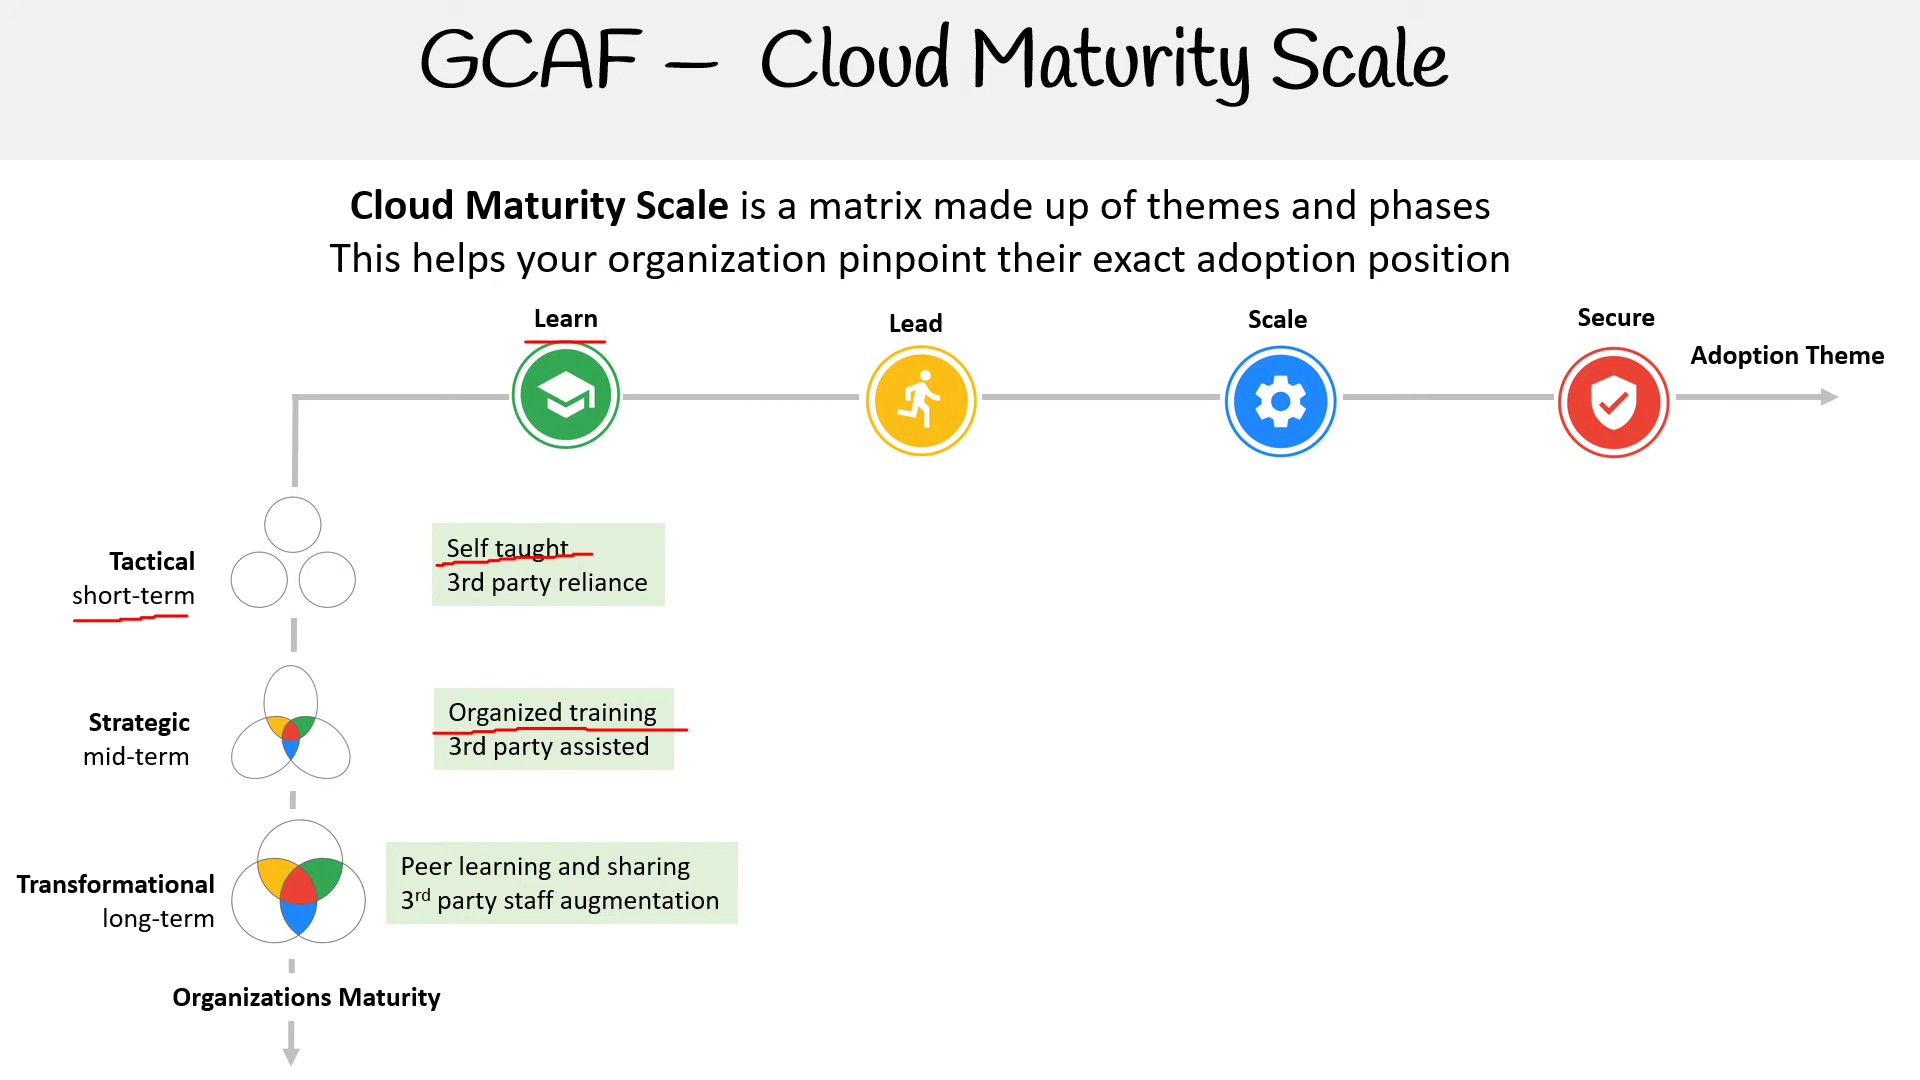 GCAF – Cloud Maturity Scale
Cloud Maturity Scale is a matrix made up of themes and phases
This helps your organization pinpoint their exact adoption position
Learn
Lead
Scale
Secure
Adoption Theme
Tactical
short-term
Self taught
3rd party reliance
Strategic
mid-term
Organized training
3rd party assisted
Transformational
long-term
Peer learning and sharing
3rd party staff augmentation
Organizations Maturity